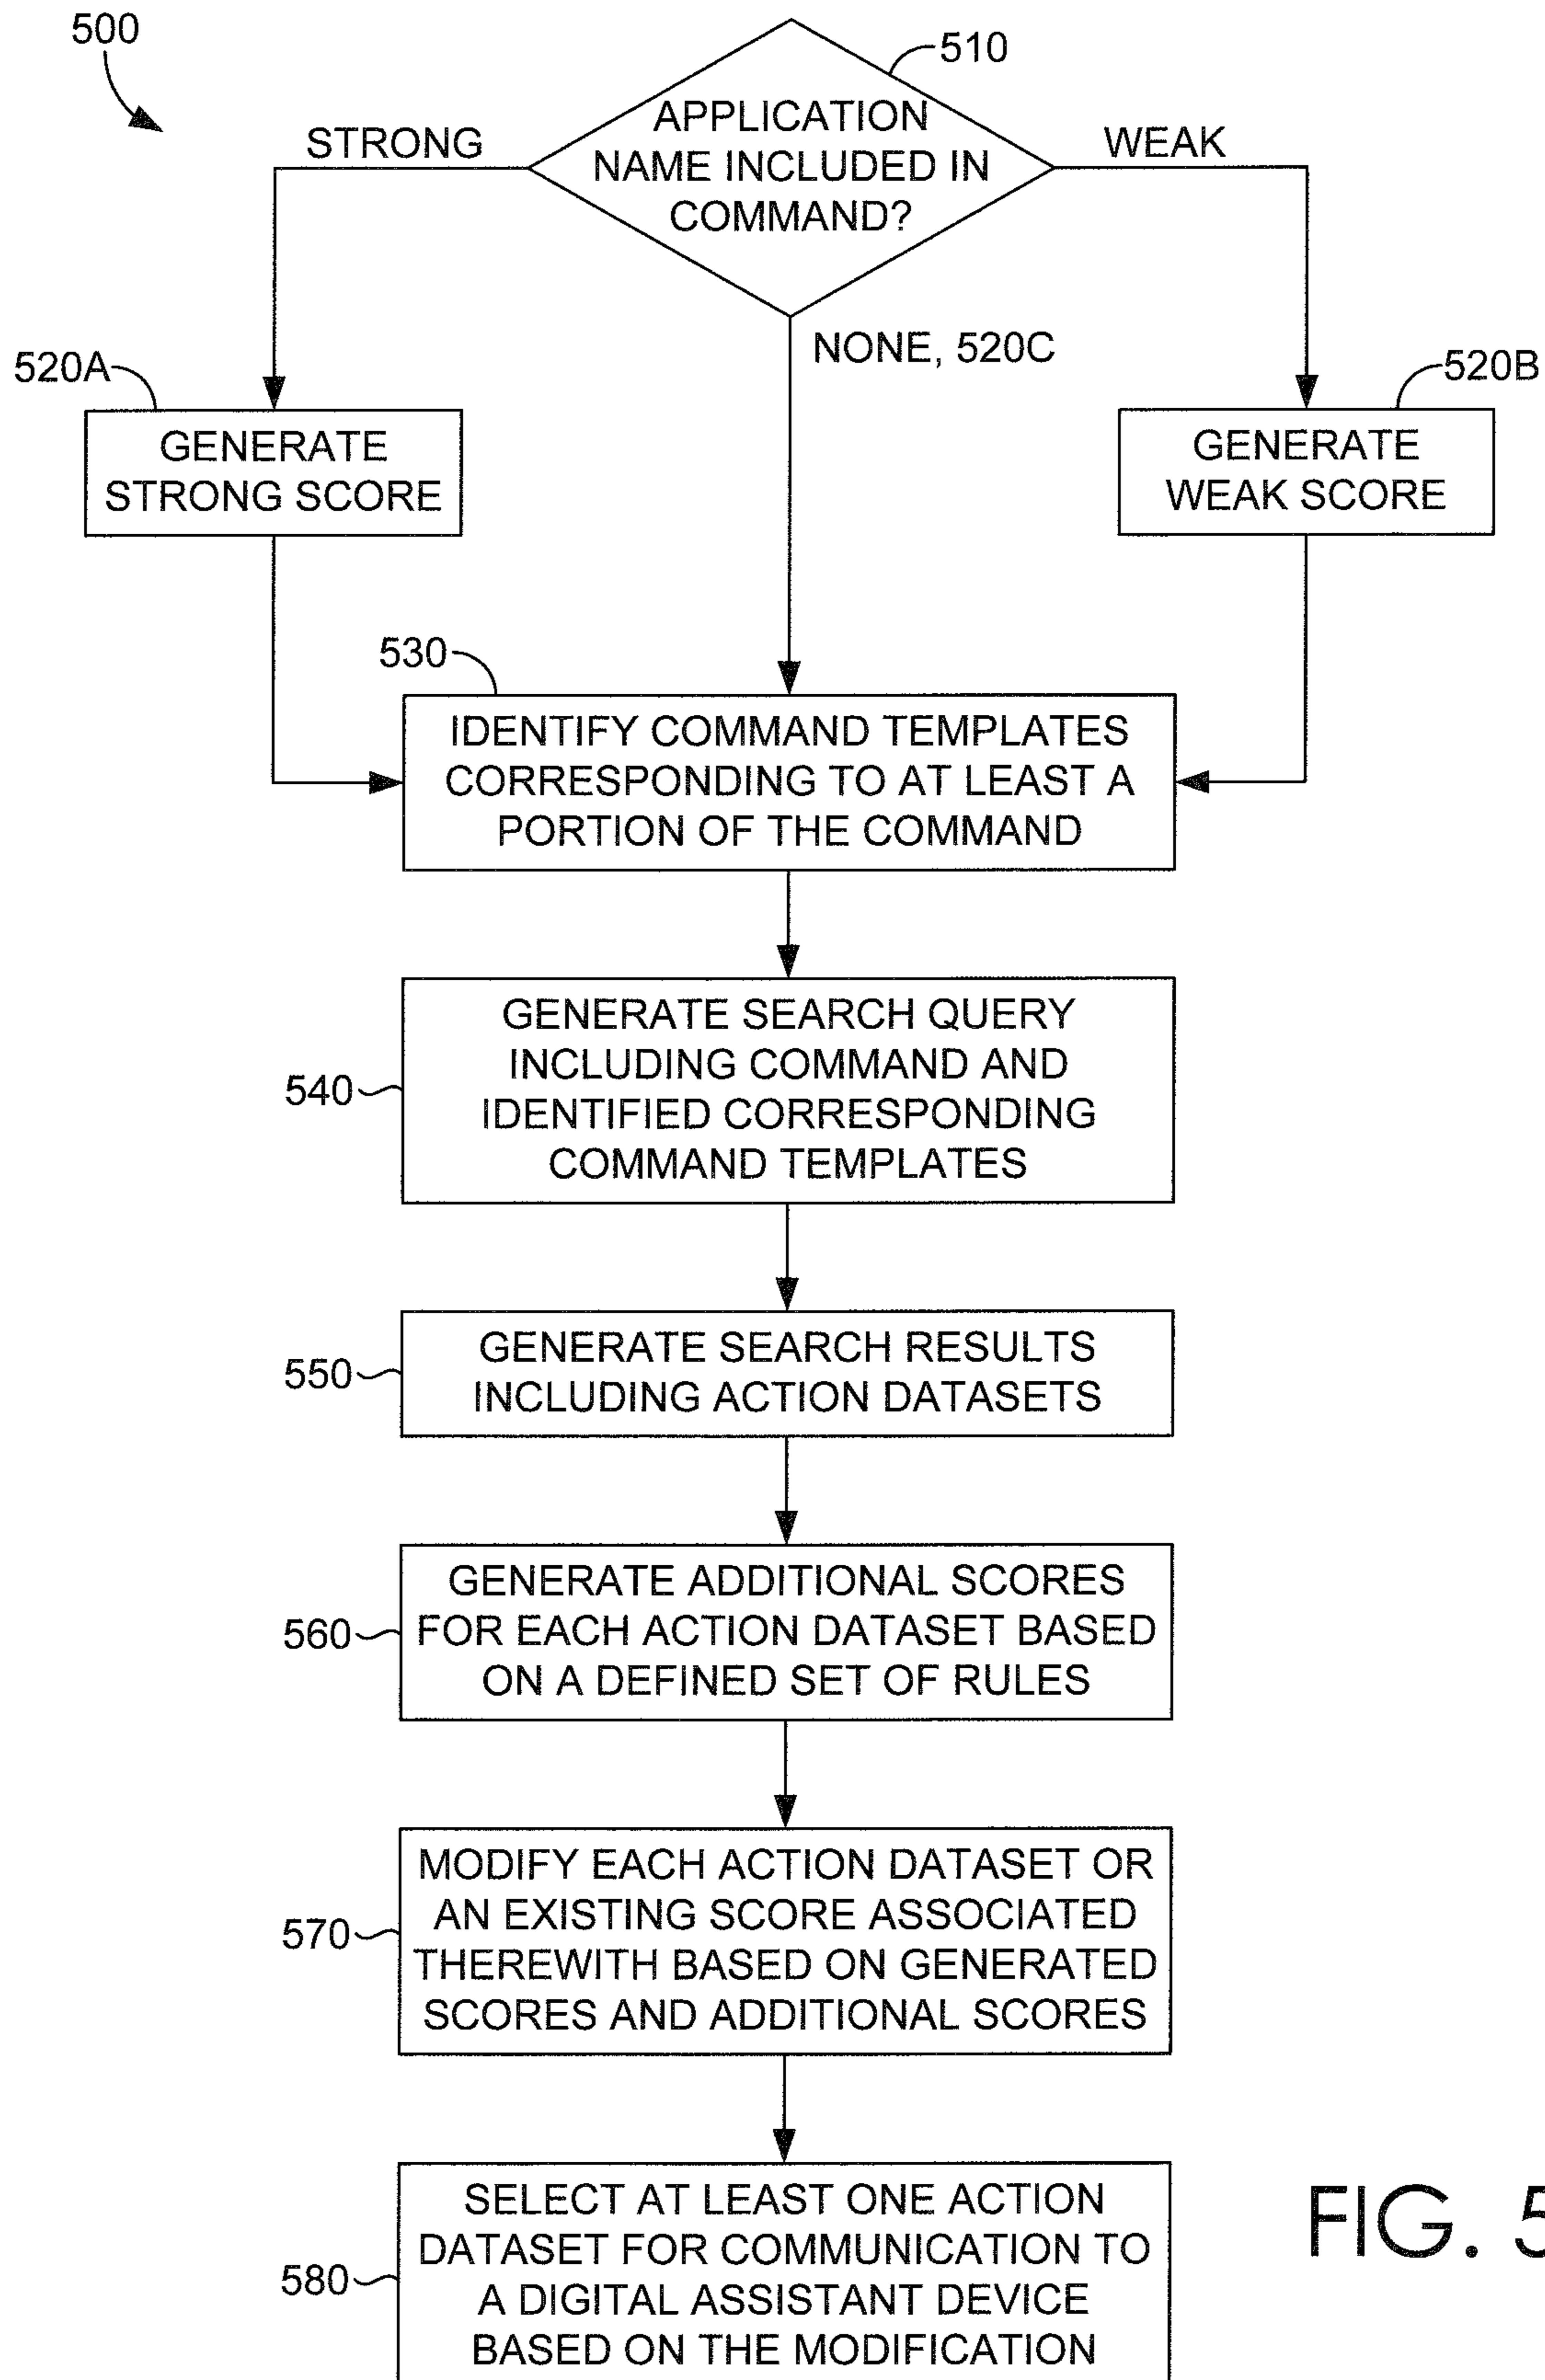 500
510
APPLICATION
NAME INCLUDED IN
COMMAND?
STRONG
WEAK
NONE, 520C
520A
GENERATE
STRONG SCORE
520B
GENERATE
WEAK SCORE
530
IDENTIFY COMMAND TEMPLATES
CORRESPONDING TO AT LEAST A
PORTION OF THE COMMAND
540
GENERATE SEARCH QUERY
INCLUDING COMMAND AND
IDENTIFIED CORRESPONDING
COMMAND TEMPLATES
550
GENERATE SEARCH RESULTS
INCLUDING ACTION DATASETS
560
GENERATE ADDITIONAL SCORES
FOR EACH ACTION DATASET BASED
ON A DEFINED SET OF RULES
570
MODIFY EACH ACTION DATASET OR
AN EXISTING SCORE ASSOCIATED
THEREWITH BASED ON GENERATED
SCORES AND ADDITIONAL SCORES
580
SELECT AT LEAST ONE ACTION
DATASET FOR COMMUNICATION TO
A DIGITAL ASSISTANT DEVICE
BASED ON THE MODIFICATION
FIG. 5